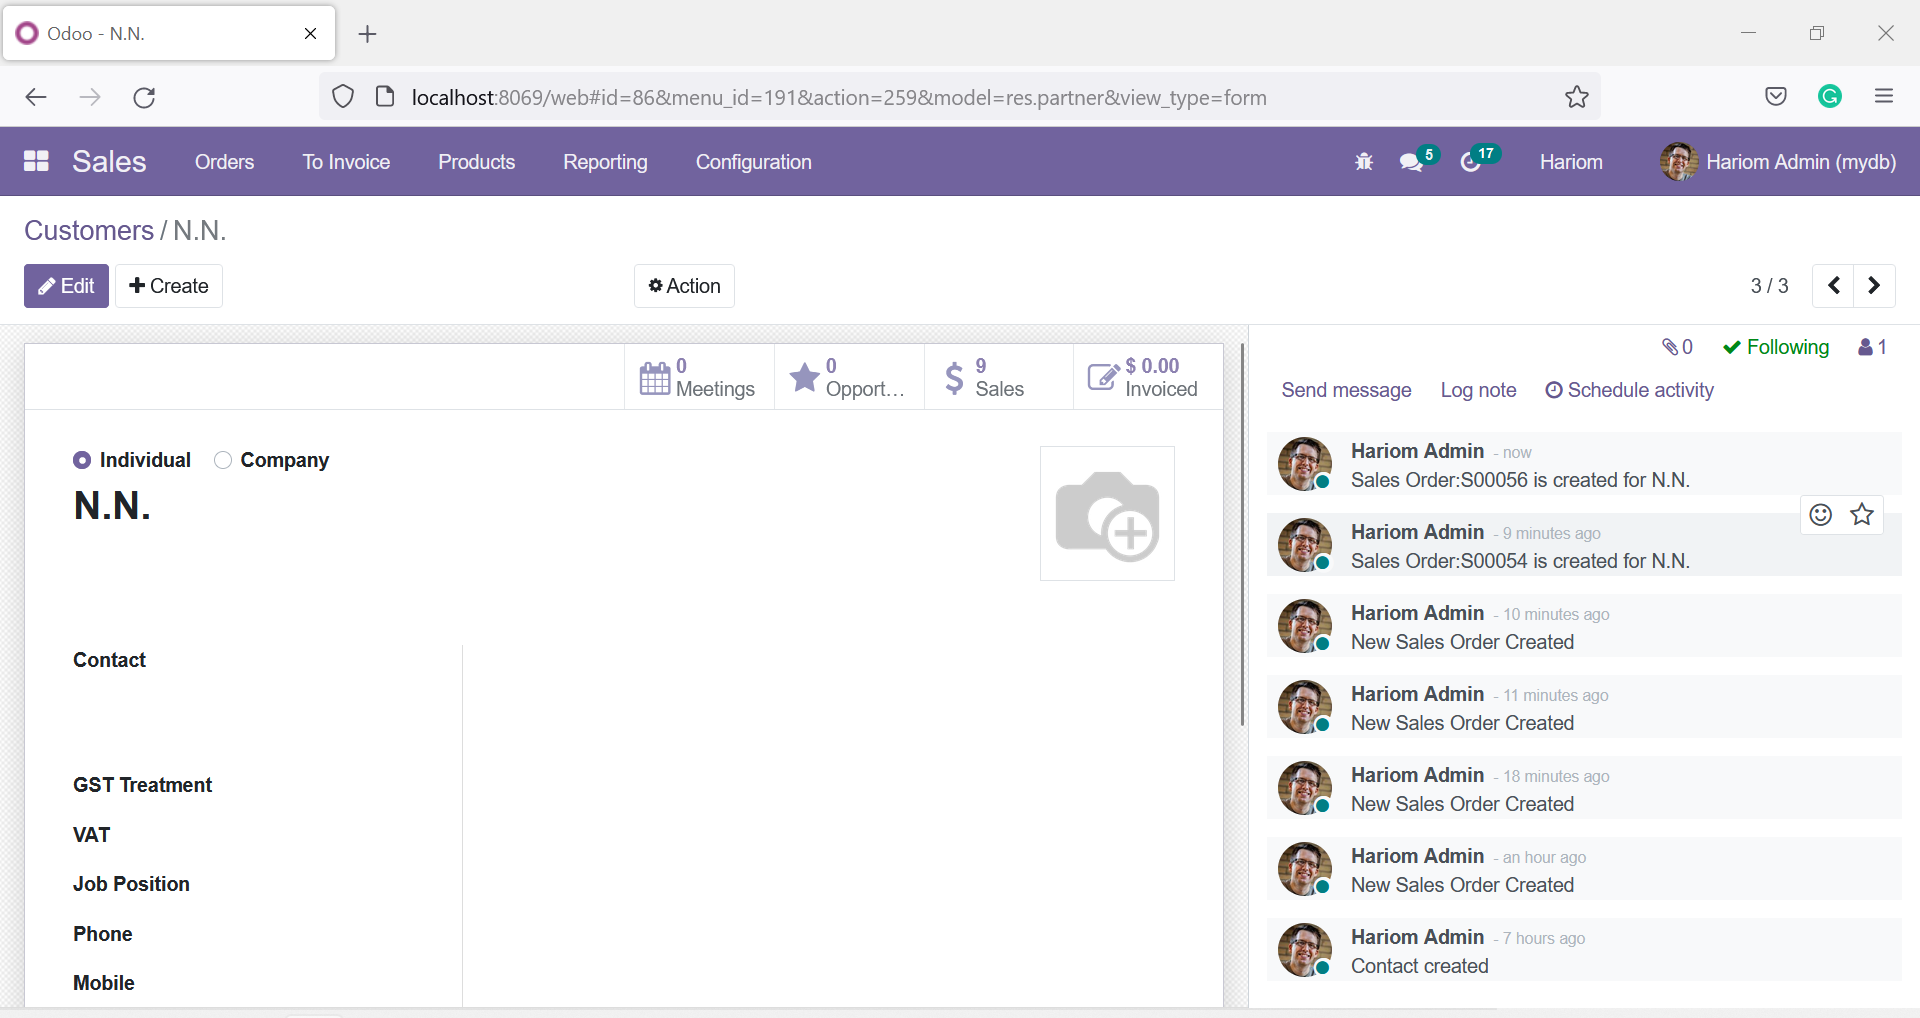 Odoo - N.N.
localhost:8069/web#id=86&menu_id=191&action=259&model=res.partner&view_type=form
Sales Orders To Invoice Products Reporting Configuration 5 17 Hariom Hariom Admin (mydb)
Customers / N.N.
Edit Create Action 3 / 3
0 Meetings
0 Opport...
9 Sales
$ 0.00 Invoiced
Individual Company
N.N.
Contact
GST Treatment
VAT
Job Position
Phone
Mobile
0 Following 1
Send message Log note Schedule activity
Hariom Admin - now
Sales Order:S00056 is created for N.N.
Hariom Admin - 9 minutes ago
Sales Order:S00054 is created for N.N.
Hariom Admin - 10 minutes ago
New Sales Order Created
Hariom Admin - 11 minutes ago
New Sales Order Created
Hariom Admin - 18 minutes ago
New Sales Order Created
Hariom Admin - an hour ago
New Sales Order Created
Hariom Admin - 7 hours ago
Contact created